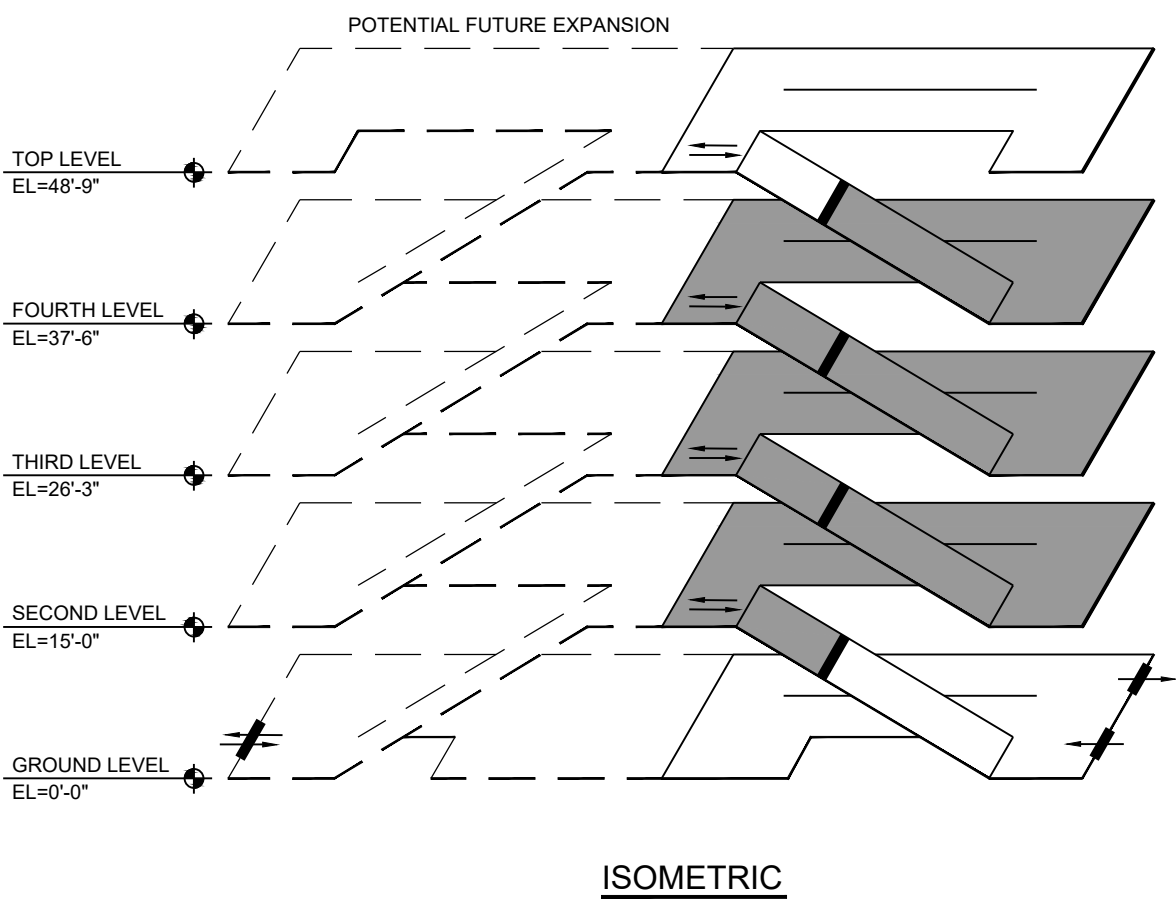 POTENTIAL FUTURE EXPANSION
TOP LEVEL
EL=48'-9"
FOURTH LEVEL
EL=37'-6"
THIRD LEVEL
EL=26'-3"
SECOND LEVEL
EL=15'-0"
GROUND LEVEL
EL=0'-0"
ISOMETRIC